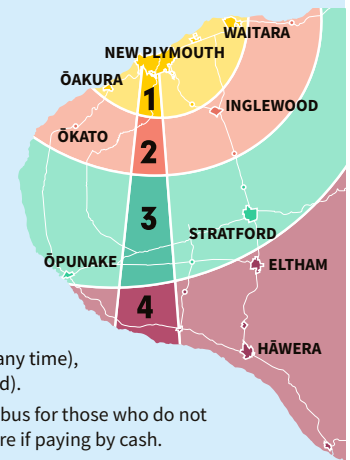 WAITARA
NEW PLYMOUTH
ŌAKURA
1
INGLEWOOD
ŌKATO
2
3
STRATFORD
ŌPUNAKE
ELTHAM
4
HĀWERA
any time),
d).
bus for those who do not
re if paying by cash.